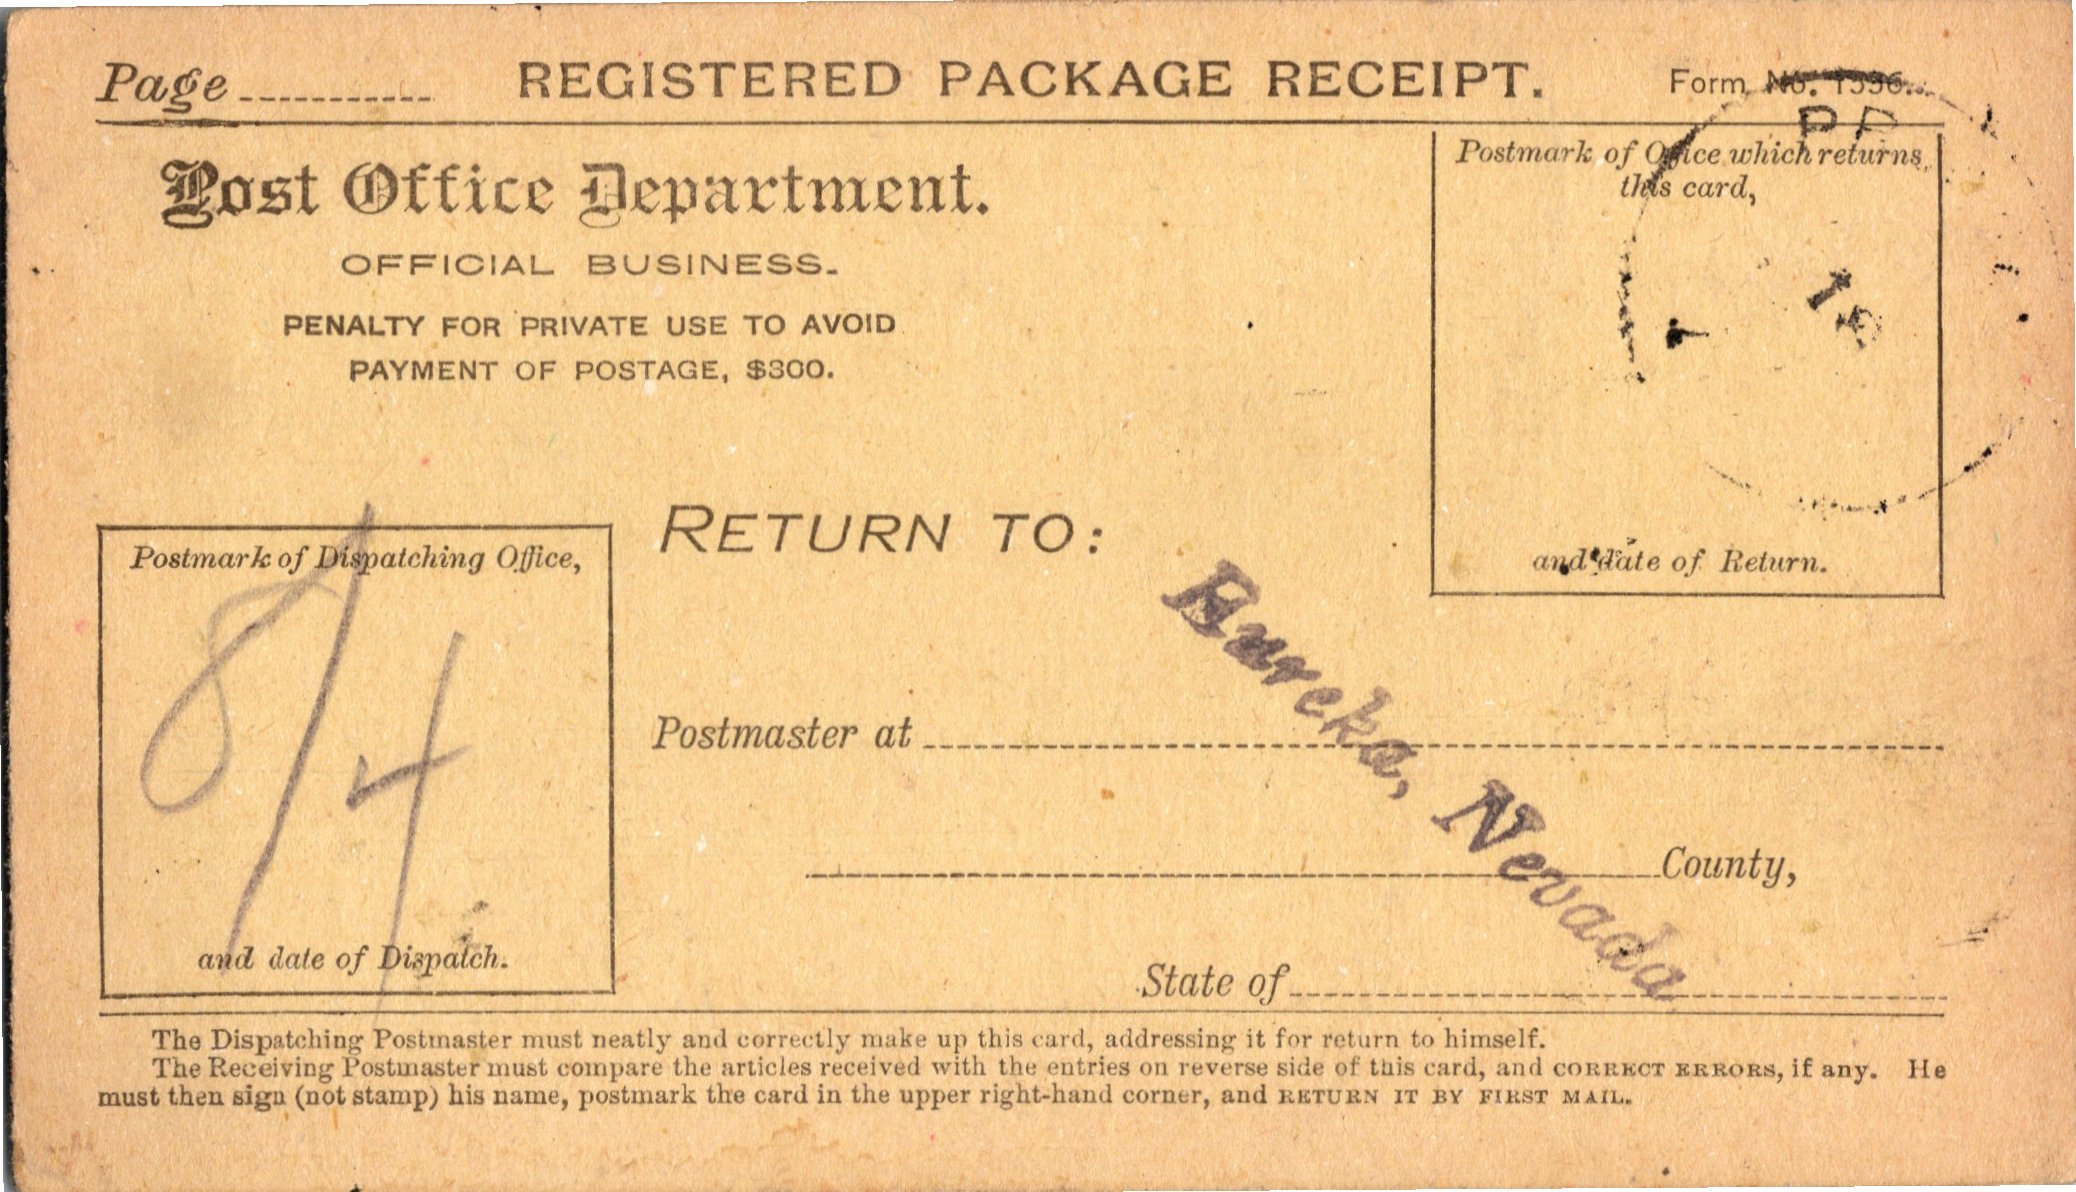 Page
REGISTERED PACKAGE RECEIPT.
Form No. 1556.
Post Office Department.
OFFICIAL BUSINESS.
PENALTY FOR PRIVATE USE TO AVOID
PAYMENT OF POSTAGE, $300.
Postmark of Office which returns
this card,
and date of Return.
Postmark of Dispatching Office,
8/4
and date of Dispatch.
RETURN TO:
Eureka, Nevada
Postmaster at
County,
State of
The Dispatching Postmaster must neatly and correctly make up this card, addressing it for return to himself.
The Receiving Postmaster must compare the articles received with the entries on reverse side of this card, and CORRECT ERRORS, if any. He
must then sign (not stamp) his name, postmark the card in the upper right-hand corner, and RETURN IT BY FIRST MAIL.